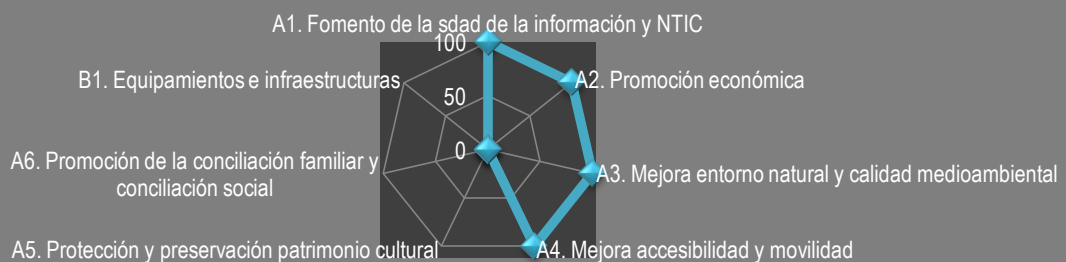 A1. Fomento de la sdad de la información y NTIC
100
B1. Equipamientos e infraestructuras
A2. Promoción económica
50
0
A6. Promoción de la conciliación familiar y
conciliación social
A3. Mejora entorno natural y calidad medioambiental
A5. Protección y preservación patrimonio cultural
A4. Mejora accesibilidad y movilidad